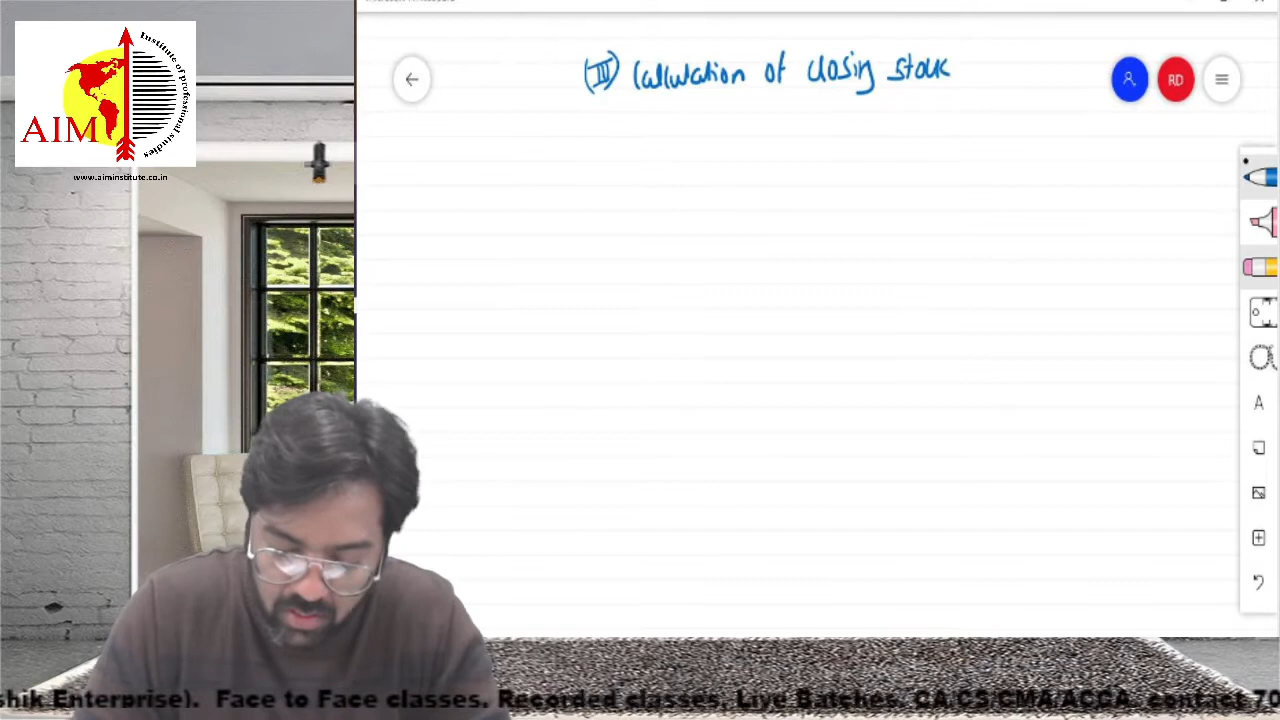 (III) Calculation of closing stock
RD
Institute of professional studies
AIM
www.aiminstitute.co.in
A
shik Enterprise). Face to Face classes, Recorded classes, Live Batches, CA/CS/CMA/ACCA, contact 70